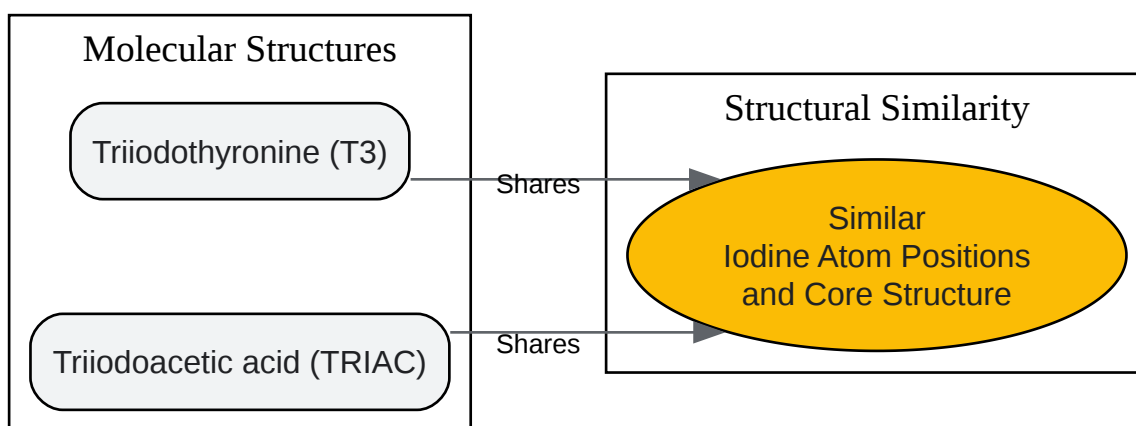 Molecular Structures
Triiodothyronine (T3)
Triiodoacetic acid (TRIAC)
Shares
Shares
Structural Similarity
Similar
Iodine Atom Positions
and Core Structure